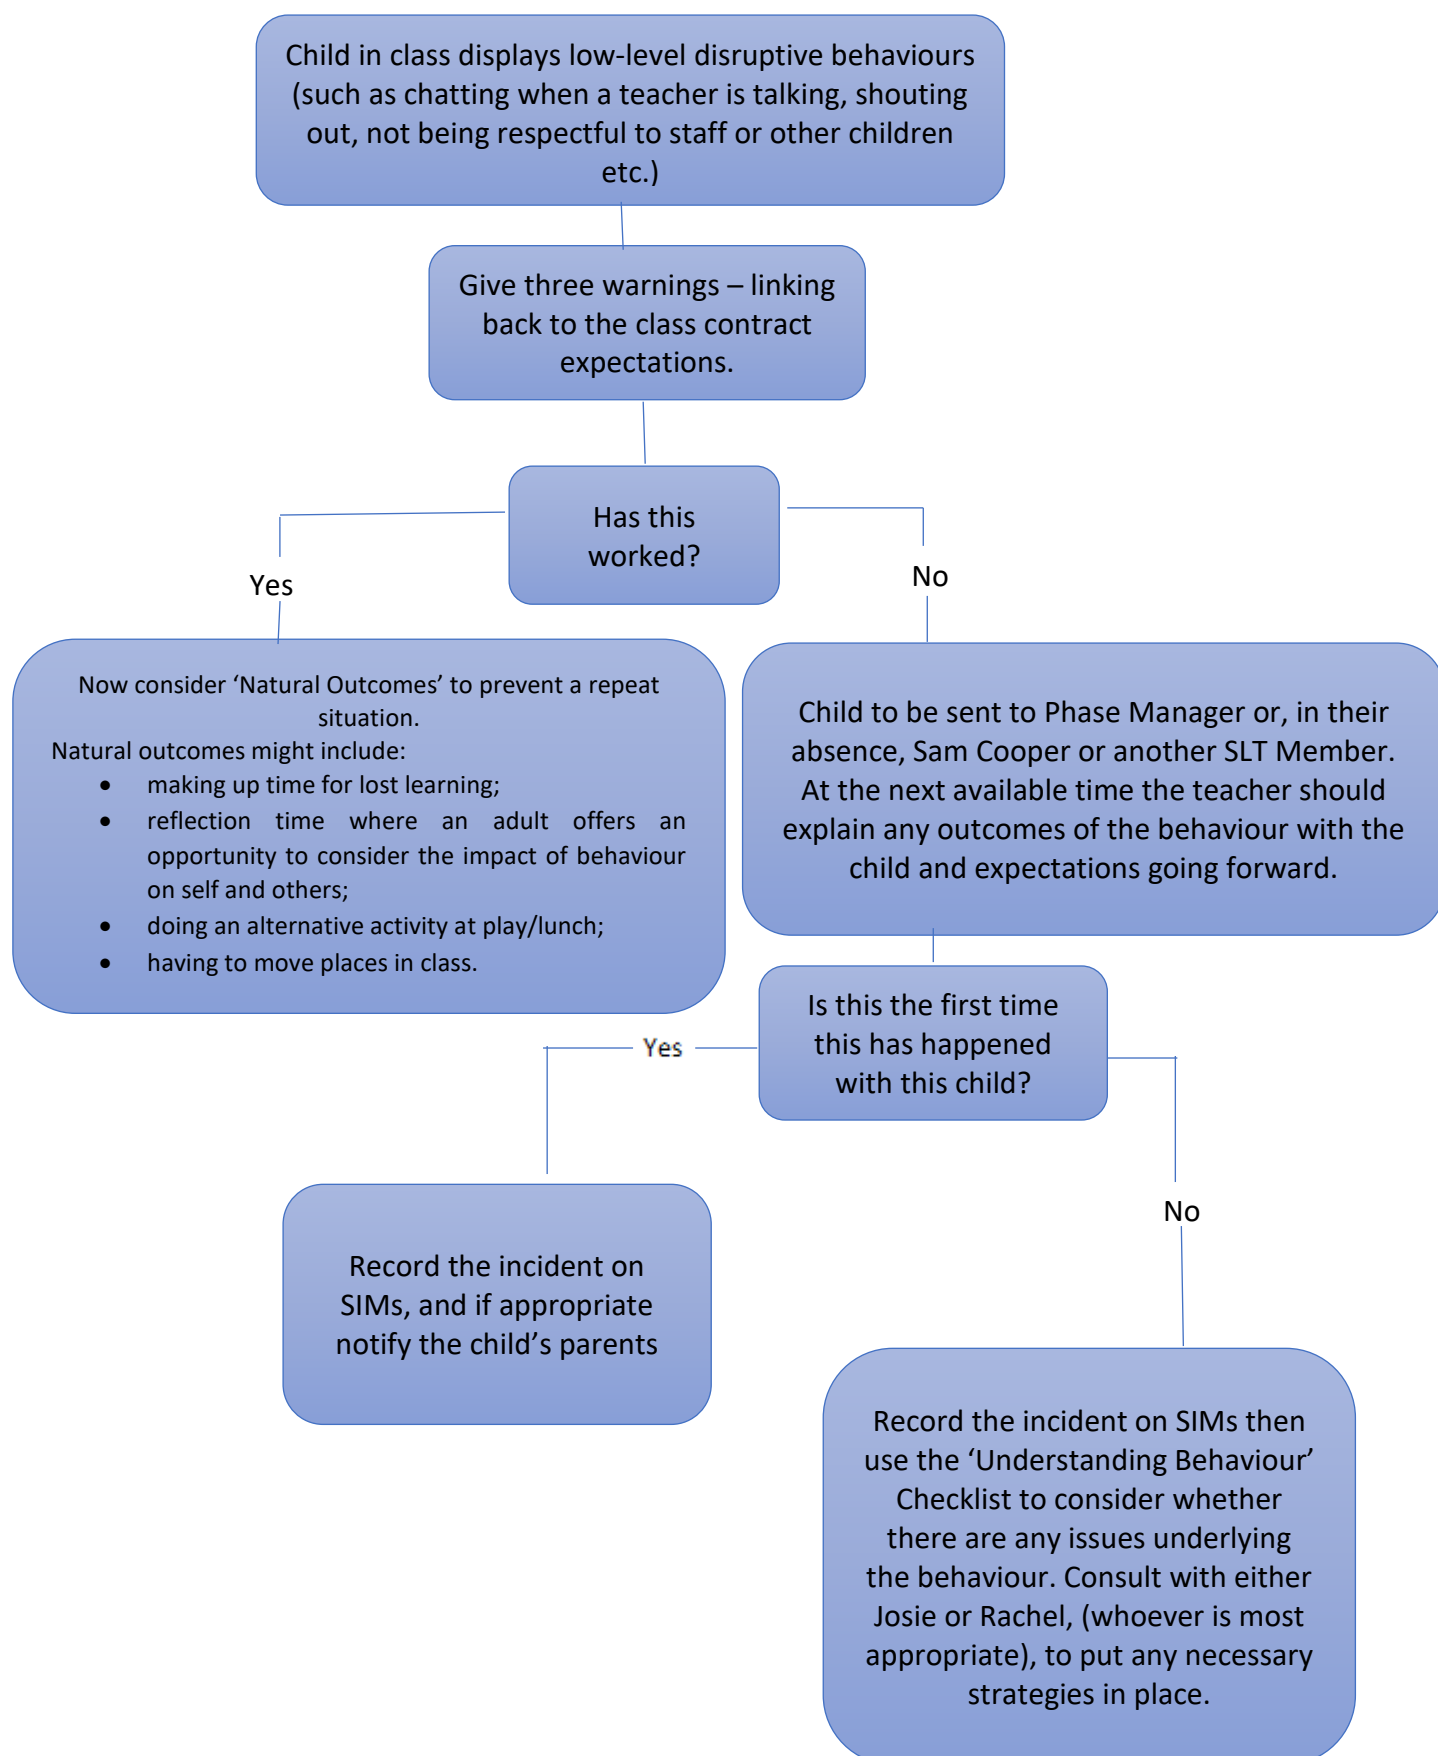 Child in class displays low-level disruptive behaviours
(such as chatting when a teacher is talking, shouting
out, not being respectful to staff or other children
etc.)
Give three warnings – linking
back to the class contract
expectations.
Has this
worked?
Yes
No
Now consider ‘Natural Outcomes’ to prevent a repeat
situation.
Natural outcomes might include:
• making up time for lost learning;
• reflection time where an adult offers an
opportunity to consider the impact of behaviour
on self and others;
• doing an alternative activity at play/lunch;
• having to move places in class.
Child to be sent to Phase Manager or, in their
absence, Sam Cooper or another SLT Member.
At the next available time the teacher should
explain any outcomes of the behaviour with the
child and expectations going forward.
Is this the first time
this has happened
with this child?
Yes
No
Record the incident on
SIMs, and if appropriate
notify the child’s parents
Record the incident on SIMs then
use the ‘Understanding Behaviour’
Checklist to consider whether
there are any issues underlying
the behaviour. Consult with either
Josie or Rachel, (whoever is most
appropriate), to put any necessary
strategies in place.